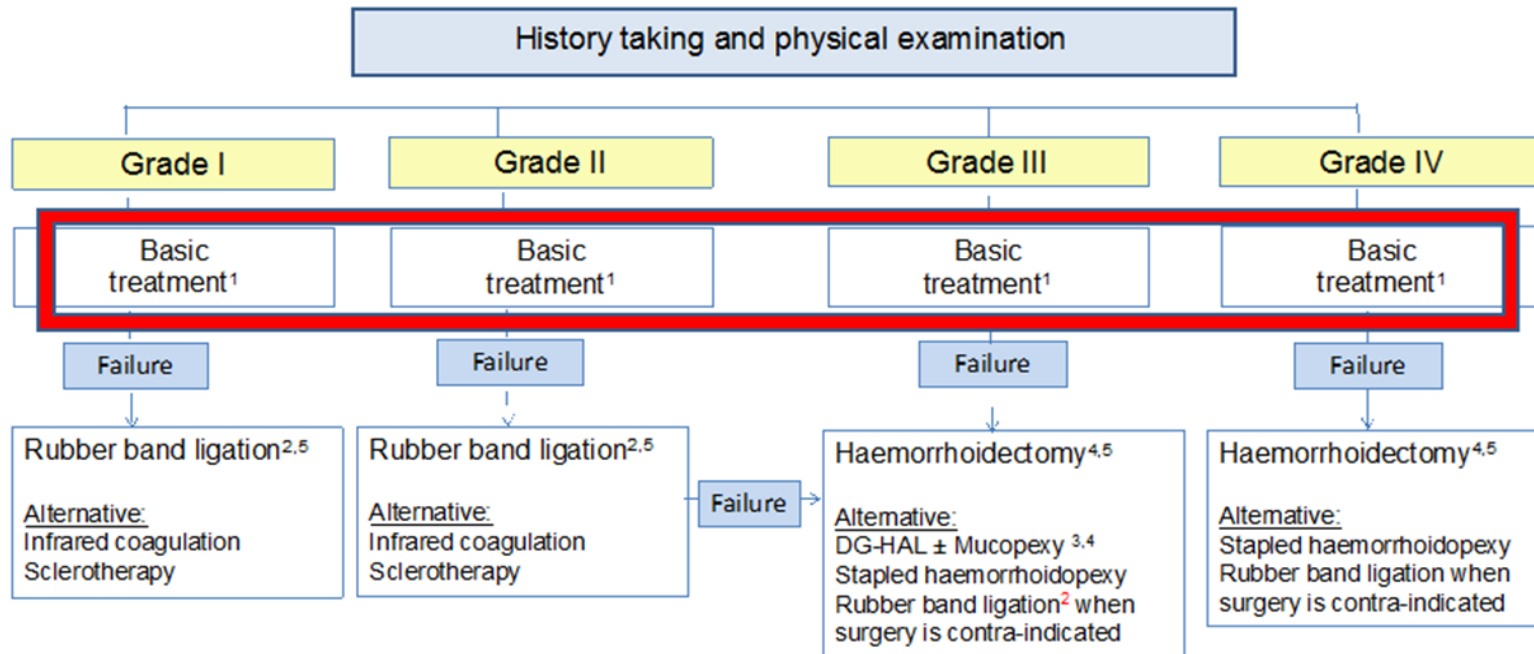 History taking and physical examination
Grade I
Grade II
Grade III
Grade IV
Basic
treatment¹
Basic
treatment¹
Basic
treatment¹
Basic
treatment¹
Failure
Failure
Failure
Failure
Rubber band ligation²,⁵
Alternative:
Infrared coagulation
Sclerotherapy
Rubber band ligation²,⁵
Alternative:
Infrared coagulation
Sclerotherapy
Failure
Haemorrhoidectomy⁴,⁵
Alternative:
DG-HAL ± Mucopexy ³,⁴
Stapled haemorrhoidopexy
Rubber band ligation² when
surgery is contra-indicated
Haemorrhoidectomy⁴,⁵
Alternative:
Stapled haemorrhoidopexy
Rubber band ligation when
surgery is contra-indicated